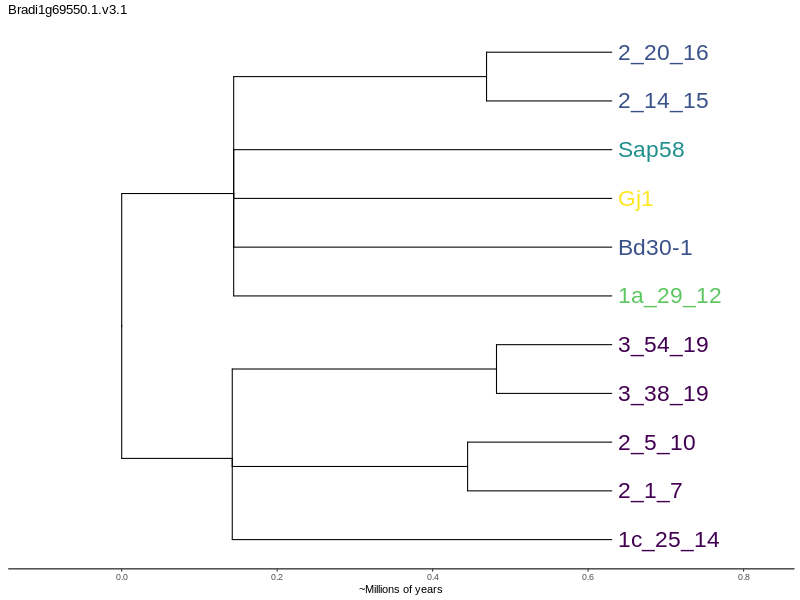 Bradi1g69550.1.v3.1
2_20_16
2_14_15
Sap58
Gj1
Bd30-1
1a_29_12
3_54_19
3_38_19
2_5_10
2_1_7
1c_25_14
0.0 0.2 0.4 0.6 0.8
~Millions of years